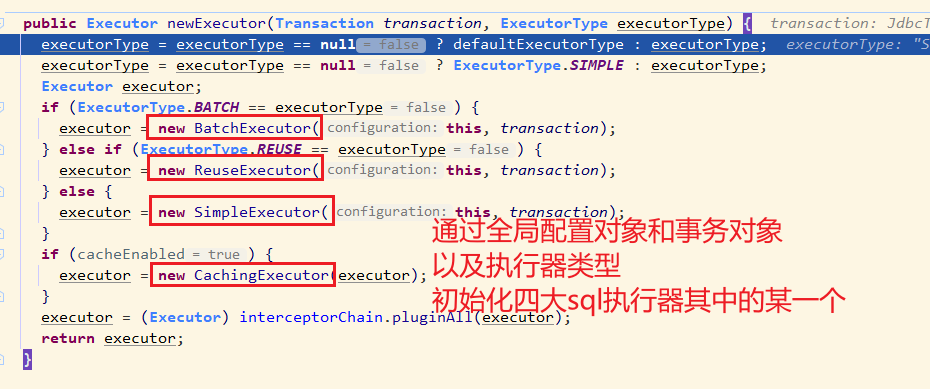 public Executor newExecutor(Transaction transaction, ExecutorType executorType) { transaction: JdbcT
executorType = executorType == null = false ? defaultExecutorType : executorType; executorType: "S
executorType = executorType == null = false ? ExecutorType.SIMPLE : executorType;
Executor executor;
if (ExecutorType.BATCH == executorType = false ) {
executor = new BatchExecutor( configuration: this, transaction);
} else if (ExecutorType.REUSE == executorType = false ) {
executor = new ReuseExecutor( configuration: this, transaction);
} else {
executor = new SimpleExecutor( configuration: this, transaction);
}
if (cacheEnabled = true ) {
executor = new CachingExecutor(executor);
}
executor = (Executor) interceptorChain.pluginAll(executor);
return executor;
}
通过全局配置对象和事务对象
以及执行器类型
初始化四大sql执行器其中的某一个